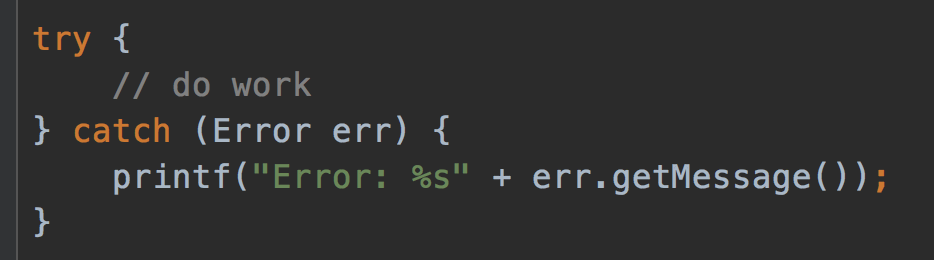 try {
    // do work
} catch (Error err) {
    printf("Error: %s" + err.getMessage());
}